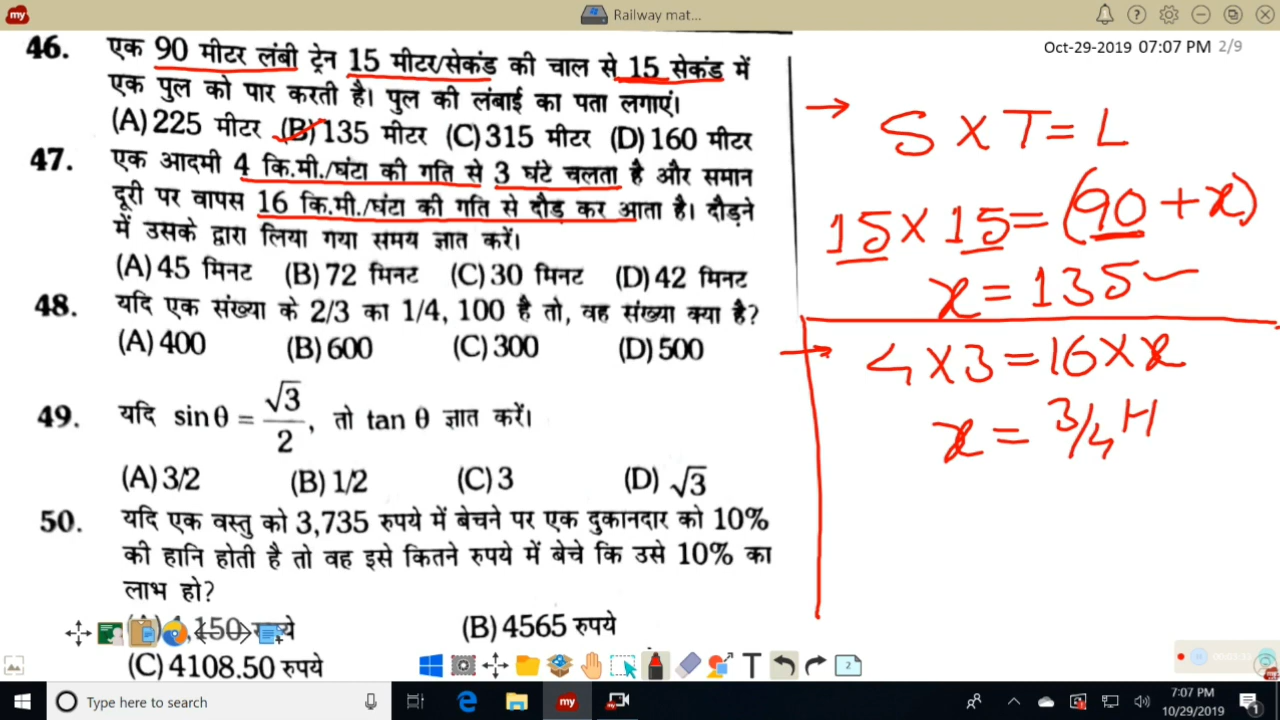 my
Railway mat...
Oct-29-2019 07:07 PM 2/9
46. एक 90 मीटर लंबी ट्रेन 15 मीटर/सेकंड की चाल से 15 सेकंड में
एक पुल को पार करती है। पुल की लंबाई का पता लगाएं।
(A) 225 मीटर (B) 135 मीटर (C) 315 मीटर (D) 160 मीटर
47. एक आदमी 4 कि.मी./घंटा की गति से 3 घंटे चलता है और समान
दूरी पर वापस 16 कि.मी./घंटा की गति से दौड़ कर आता है। दौड़ने
में उसके द्वारा लिया गया समय ज्ञात करें।
(A) 45 मिनट (B) 72 मिनट (C) 30 मिनट (D) 42 मिनट
48. यदि एक संख्या के 2/3 का 1/4, 100 है तो, वह संख्या क्या है?
(A) 400 (B) 600 (C) 300 (D) 500
49. यदि sin θ = √3/2, तो tan θ ज्ञात करें।
(A) 3/2 (B) 1/2 (C) 3 (D) √3
50. यदि एक वस्तु को 3,735 रुपये में बेचने पर एक दुकानदार को 10%
की हानि होती है तो वह इसे कितने रुपये में बेचे कि उसे 10% का
लाभ हो?
,150 (B) 4565 रुपये
(C) 4108.50 रुपये
→ S X T = L
15 X 15 = (90 + x)
x = 135
→ 4 X 3 = 16 X x
x = 3/4 H
T
2
Type here to search
my
7:07 PM
10/29/2019
1